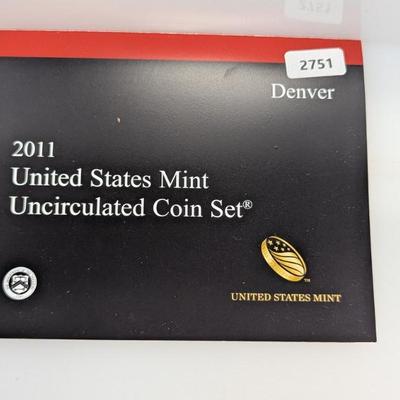 2751
Denver
2011
United States Mint
Uncirculated Coin Set®
UNITED STATES MINT